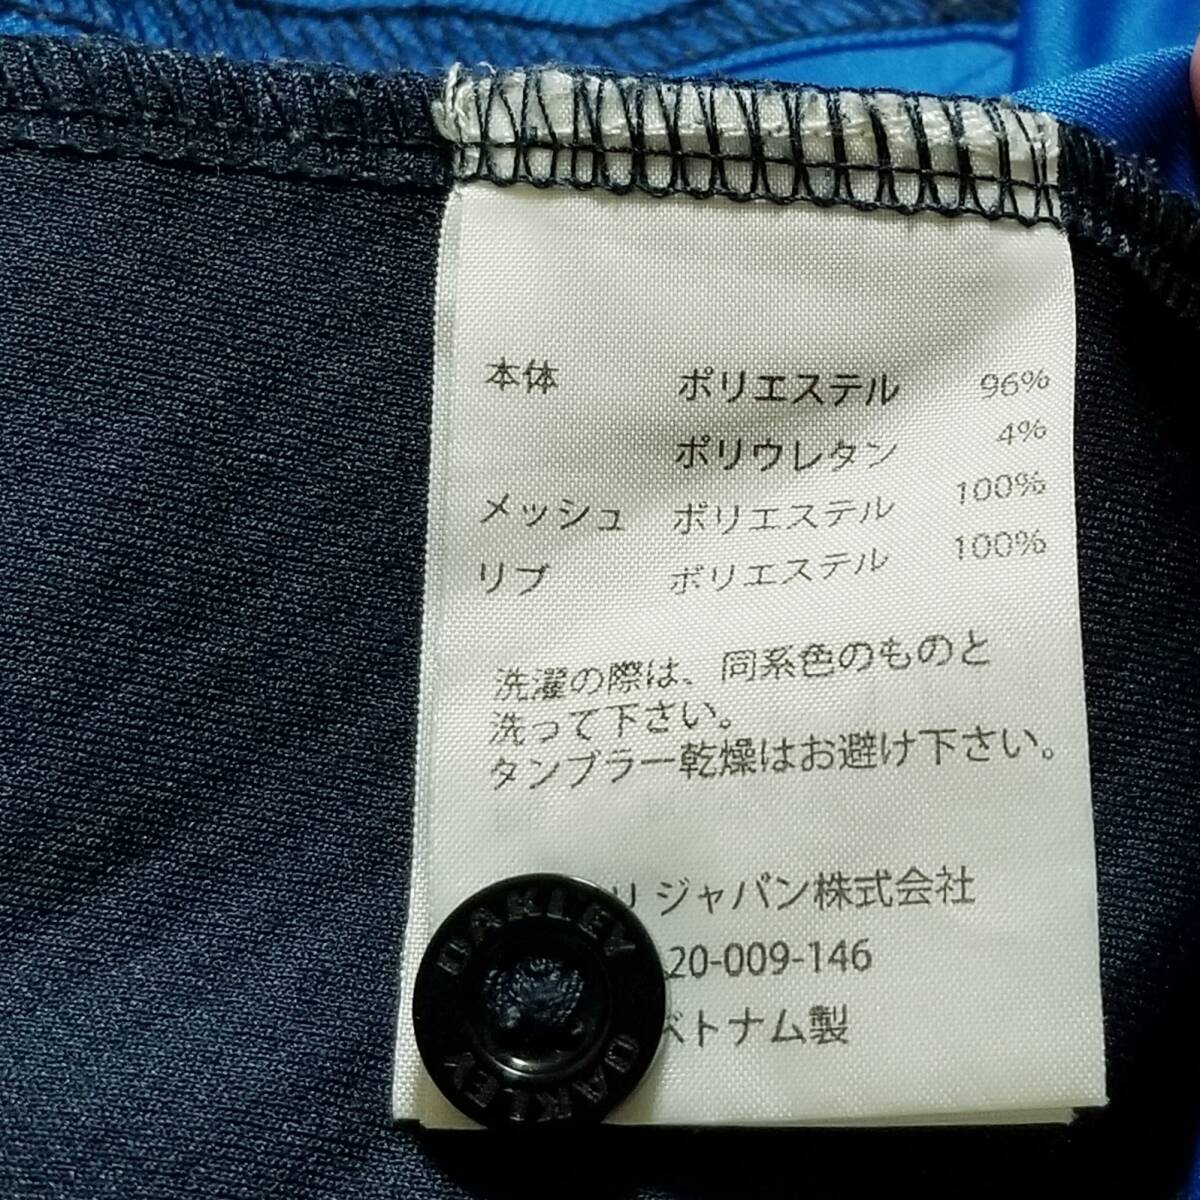 本体 ポリエステル 96%
ポリウレタン 4%
メッシュ ポリエステル 100%
リブ ポリエステル 100%
洗濯の際は、同系色のものと
洗って下さい。
タンブラー乾燥はお避け下さい。
リ ジャパン株式会社
20-009-146
ベトナム製
OAKLEY
OAKLEY